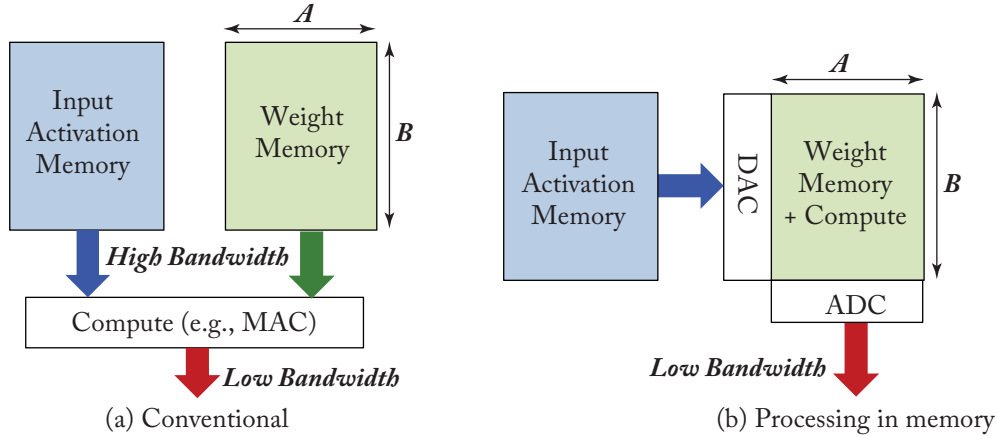 A
Input
Activation
Memory
Weight
Memory
B
High Bandwidth
Compute (e.g., MAC)
Low Bandwidth
(a) Conventional
A
Input
Activation
Memory
DAC
Weight
Memory
+ Compute
B
ADC
Low Bandwidth
(b) Processing in memory